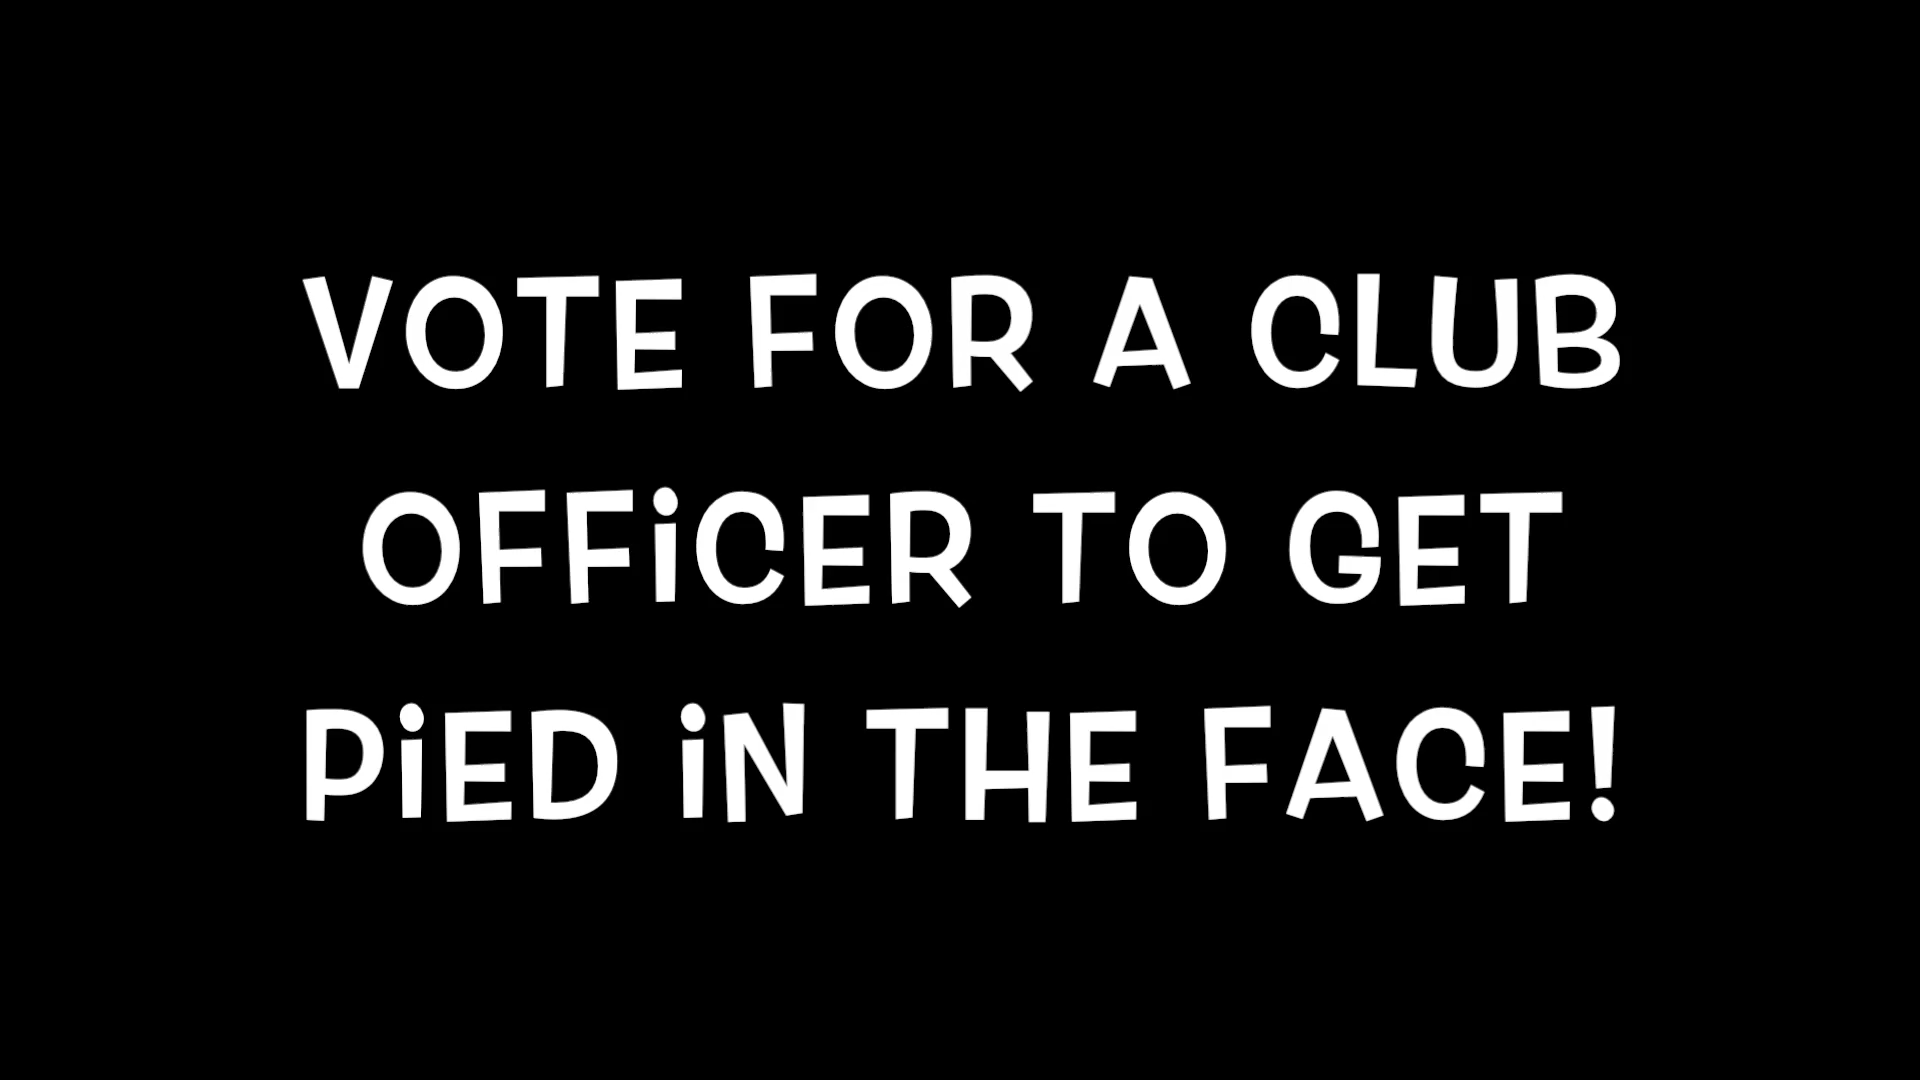 VOTE FOR A CLUB
OFFiCER TO GET
PiED iN THE FACE!